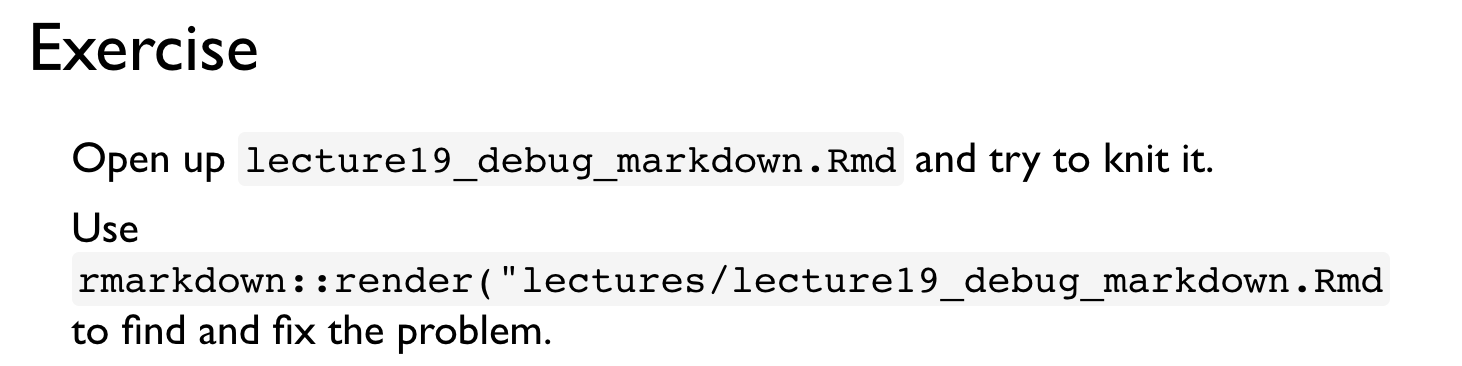 Exercise
Open up lecture19_debug_markdown.Rmd and try to knit it.
Use
rmarkdown::render("lectures/lecture19_debug_markdown.Rmd
to find and fix the problem.